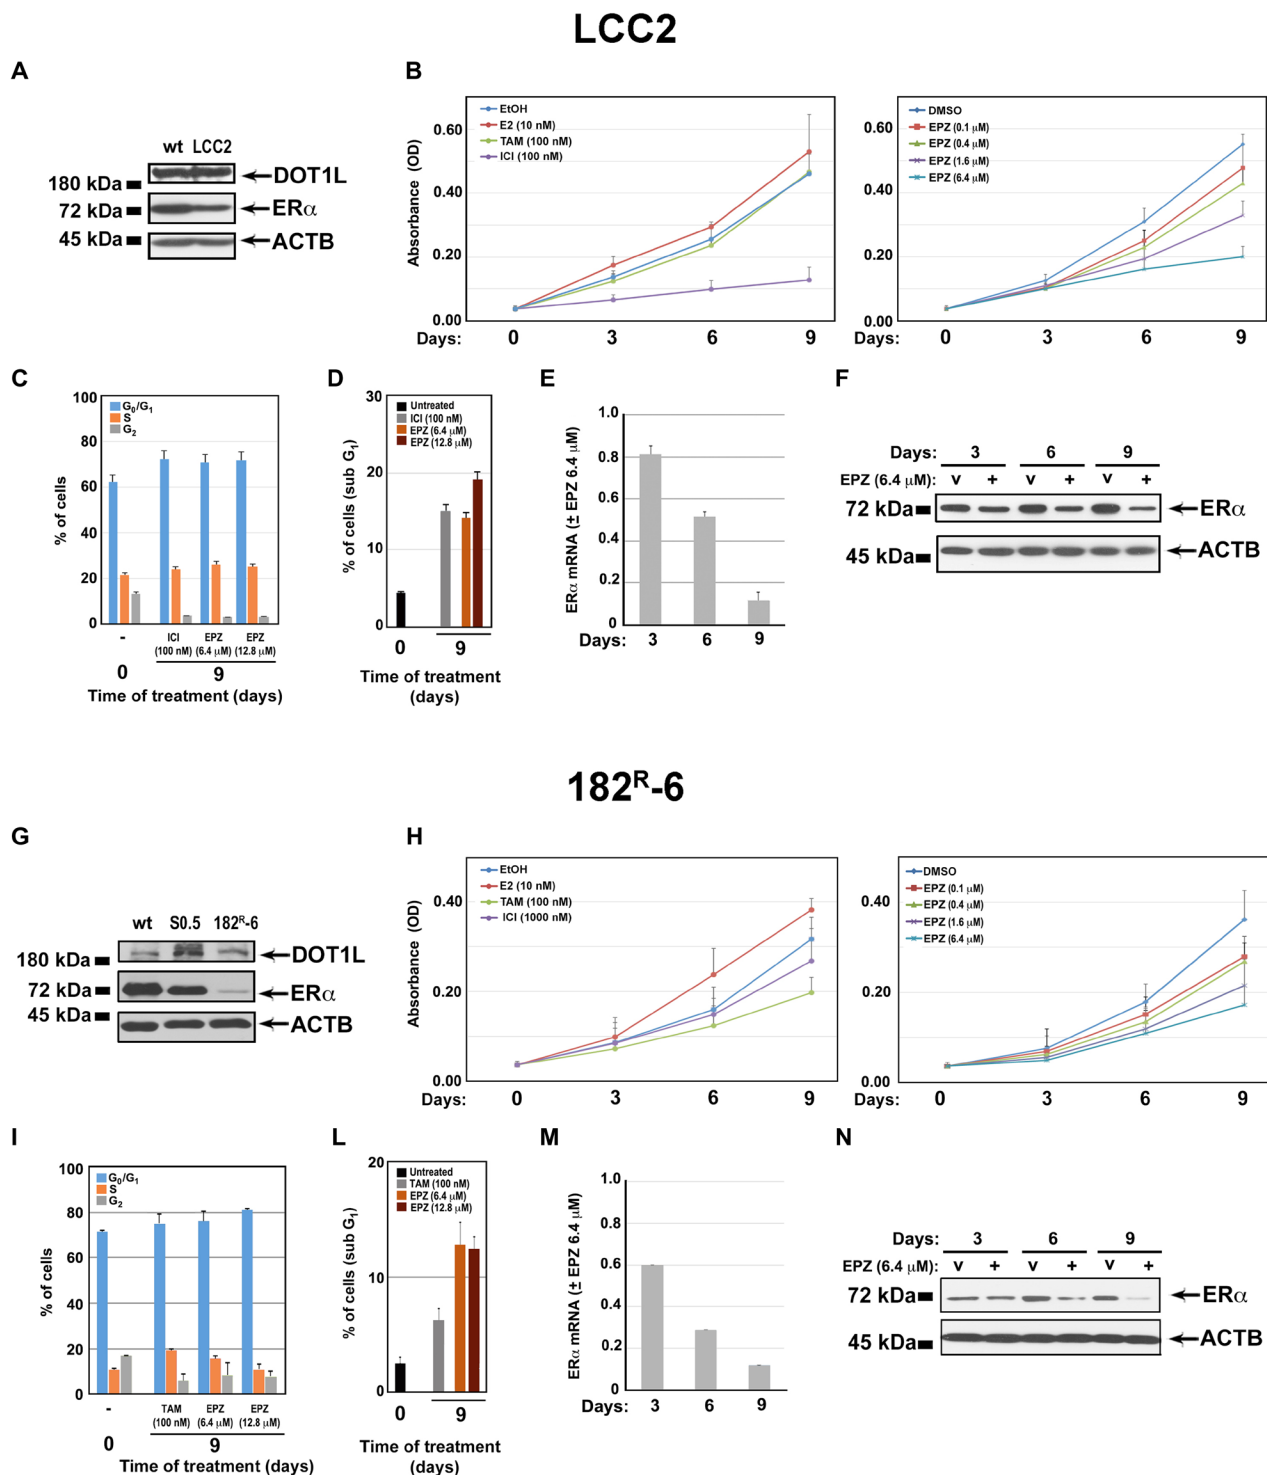 LCC2
A
wt LCC2
DOT1L
180 kDa
72 kDa
ERα
45 kDa
ACTB
B
EtOH
E2 (10 nM)
TAM (100 nM)
ICI (100 nM)
Absorbance (OD)
0.60
0.40
0.20
0.00
Days: 0 3 6 9
DMSO
EPZ (0.1 μM)
EPZ (0.4 μM)
EPZ (1.6 μM)
EPZ (6.4 μM)
0.60
0.40
0.20
0.00
Days: 0 3 6 9
C
G0/G1
S
G2
% of cells
100
80
60
40
20
0
- ICI (100 nM) EPZ (6.4 μM) EPZ (12.8 μM)
0 9
Time of treatment (days)
D
Untreated
ICI (100 nM)
EPZ (6.4 μM)
EPZ (12.8 μM)
% of cells (sub G1)
30
20
10
0
0 9
Time of treatment
(days)
E
ERα mRNA (± EPZ 6.4 μM)
1.0
0.8
0.6
0.4
0.2
0
Days: 3 6 9
F
Days: 3 6 9
EPZ (6.4 μM): v + v + v +
72 kDa
ERα
45 kDa
ACTB
182R-6
G
wt S0.5 182R-6
DOT1L
180 kDa
72 kDa
ERα
45 kDa
ACTB
H
EtOH
E2 (10 nM)
TAM (100 nM)
ICI (1000 nM)
Absorbance (OD)
0.40
0.20
0.00
Days: 0 3 6 9
DMSO
EPZ (0.1 μM)
EPZ (0.4 μM)
EPZ (1.6 μM)
EPZ (6.4 μM)
0.40
0.20
0.00
Days: 0 3 6 9
I
G0/G1
S
G2
% of cells
100
80
60
40
20
0
- TAM (100 nM) EPZ (6.4 μM) EPZ (12.8 μM)
0 9
Time of treatment (days)
L
Untreated
TAM (100 nM)
EPZ (6.4 μM)
EPZ (12.8 μM)
% of cells (sub G1)
20
10
0
0 9
Time of treatment
(days)
M
ERα mRNA (± EPZ 6.4 μM)
1.0
0.8
0.6
0.4
0.2
0
Days: 3 6 9
N
Days: 3 6 9
EPZ (6.4 μM): v + v + v +
72 kDa
ERα
45 kDa
ACTB